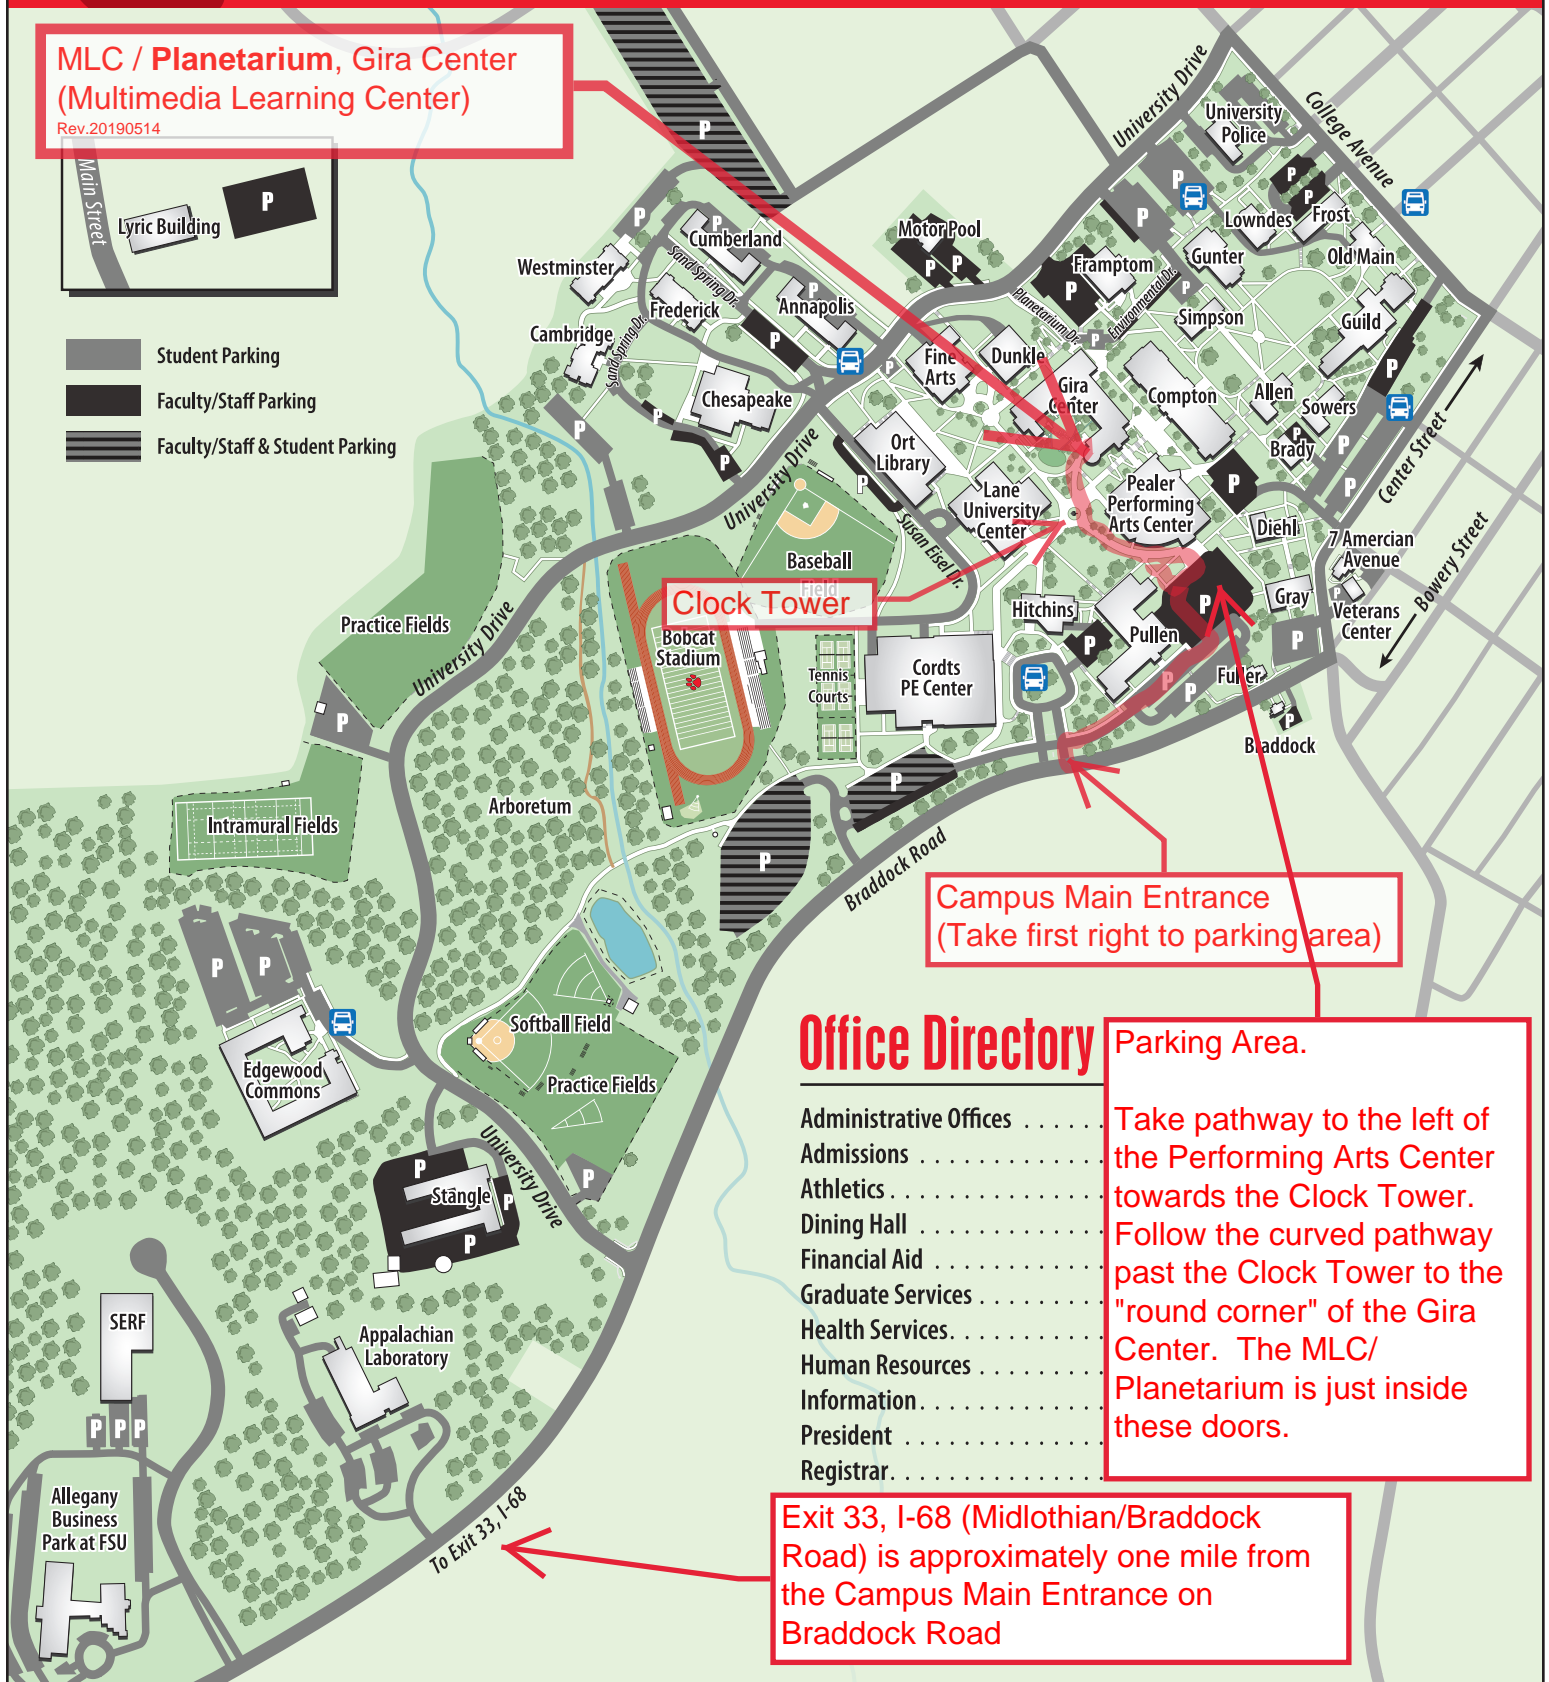 MLC / Planetarium, Gira Center
(Multimedia Learning Center)
Rev.20190514
Main Street
Lyric Building
P
Student Parking
Faculty/Staff Parking
Faculty/Staff & Student Parking
P
University Drive
College Avenue
University
Police
P
P
P
P
Lowndes
Frost
Motor Pool
P
P
Cumberland
P
Westminster
Sand Spring Dr.
Frederick
P
Annapolis
Cambridge
Sand Spring Dr.
P
Chesapeake
P
P
P
P
Frampton
P
Planetarium Dr.
Environmental Dr.
Gunter
Old Main
P
Simpson
Guild
P
Fine
Arts
Dunkle
Gira
Center
Compton
Allen
Sowers
P
Brady
P
P
P
Center Street
Ort
Library
P
Lane
University
Center
Pealer
Performing
Arts Center
P
Diehl
7 Amercian
Avenue
Bowery Street
University Drive
Susan Eisel Dr.
Baseball
Field
Clock Tower
Hitchins
P
Pullen
P
Gray
P
P
Veterans
Center
Practice Fields
University Drive
Bobcat
Stadium
Tennis
Courts
Cordts
PE Center
Fuller
P
P
P
Braddock
P
Intramural Fields
Arboretum
P
P
Braddock Road
Campus Main Entrance
(Take first right to parking area)
P
P
Edgewood
Commons
Softball Field
Practice Fields
University Drive
P
P
Stangle
P
P
SERF
P
P
P
Appalachian
Laboratory
Allegany
Business
Park at FSU
To Exit 33, I-68
Office Directory
Administrative Offices . . . . . .
Admissions . . . . . . . . . . . . .
Athletics . . . . . . . . . . . . . . .
Dining Hall . . . . . . . . . . . .
Financial Aid . . . . . . . . . . . .
Graduate Services . . . . . . . . .
Health Services. . . . . . . . . . .
Human Resources . . . . . . . . .
Information. . . . . . . . . . . . .
President . . . . . . . . . . . . . .
Registrar. . . . . . . . . . . . . . .
Parking Area.
Take pathway to the left of
the Performing Arts Center
towards the Clock Tower.
Follow the curved pathway
past the Clock Tower to the
"round corner" of the Gira
Center. The MLC/
Planetarium is just inside
these doors.
Exit 33, I-68 (Midlothian/Braddock
Road) is approximately one mile from
the Campus Main Entrance on
Braddock Road